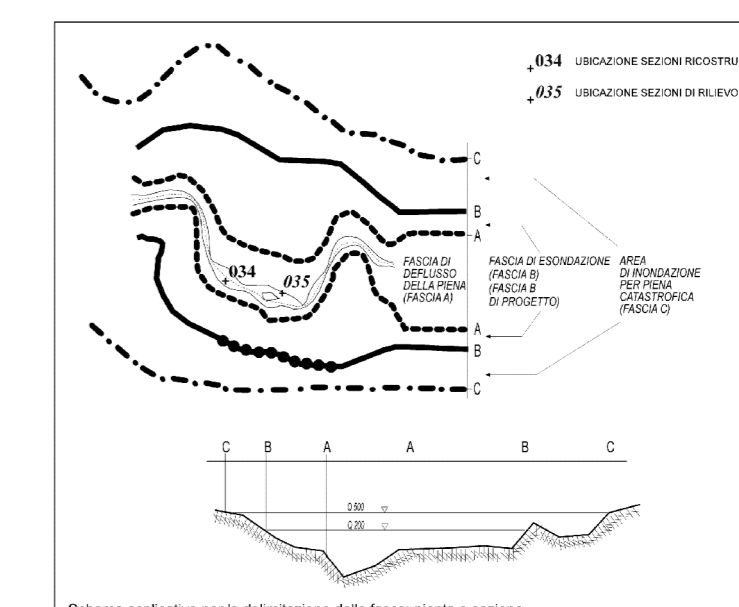 +034 UBICAZIONE SEZIONI RICOSTRU
+035 UBICAZIONE SEZIONI DI RILIEVO
C
B
A
+034
+035
FASCIA DI
DEFLUSSO
DELLA PIENA
(FASCIA A)
FASCIA DI ESONDAZIONE
(FASCIA B)
(FASCIA B
DI PROGETTO)
AREA
DI INONDAZIONE
PER PIENA
CATASTROFICA
(FASCIA C)
A
B
C
C B A A B C
Q 500
Q 200